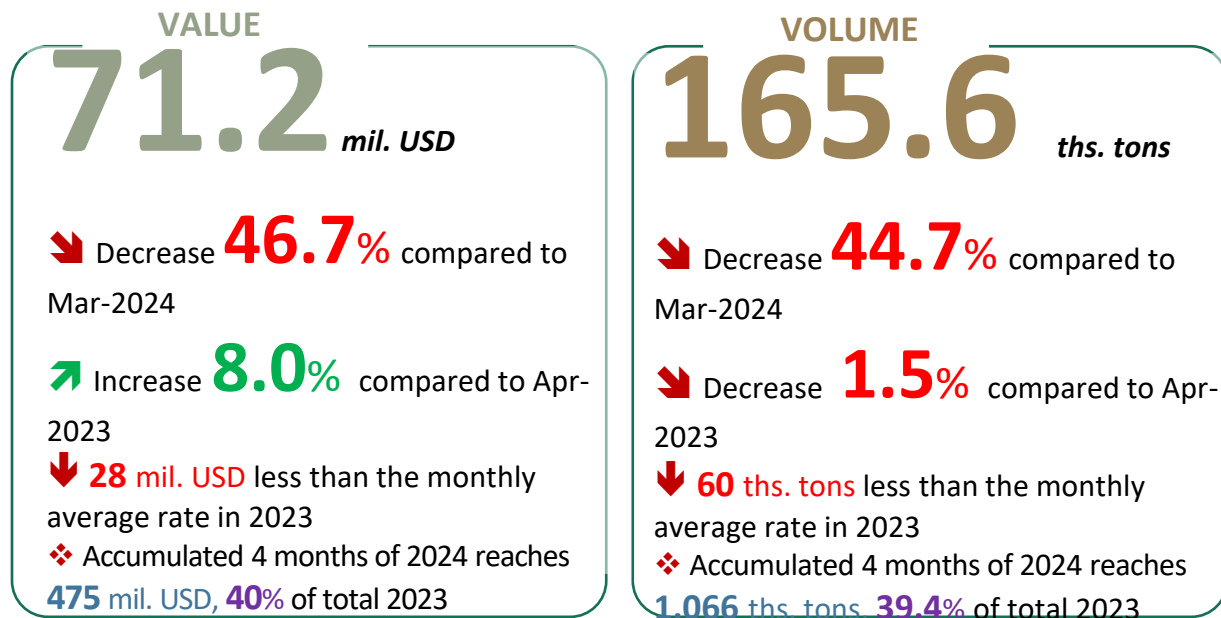 VALUE
71.2 mil. USD
Decrease 46.7% compared to
Mar-2024
Increase 8.0% compared to Apr-
2023
28 mil. USD less than the monthly
average rate in 2023
Accumulated 4 months of 2024 reaches
475 mil. USD, 40% of total 2023
VOLUME
165.6 ths. tons
Decrease 44.7% compared to
Mar-2024
Decrease 1.5% compared to Apr-
2023
60 ths. tons less than the monthly
average rate in 2023
Accumulated 4 months of 2024 reaches
1.066 ths. tons, 39.4% of total 2023